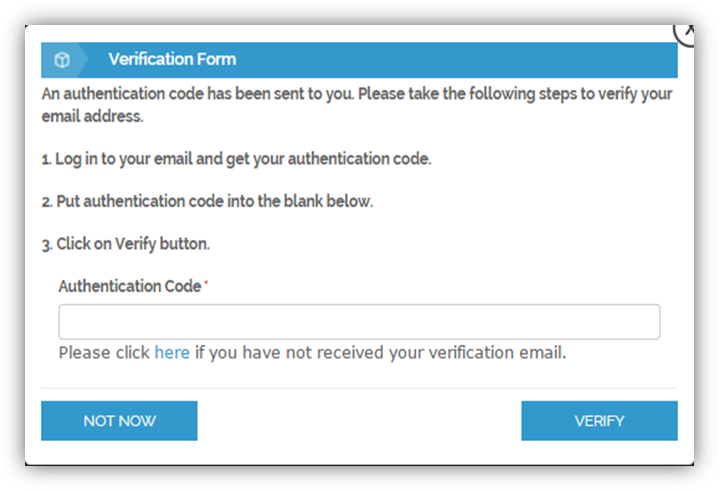 Verification Form
An authentication code has been sent to you. Please take the following steps to verify your
email address.
1. Log in to your email and get your authentication code.
2. Put authentication code into the blank below.
3. Click on Verify button.
Authentication Code*
Please click here if you have not received your verification email.
NOT NOW
VERIFY